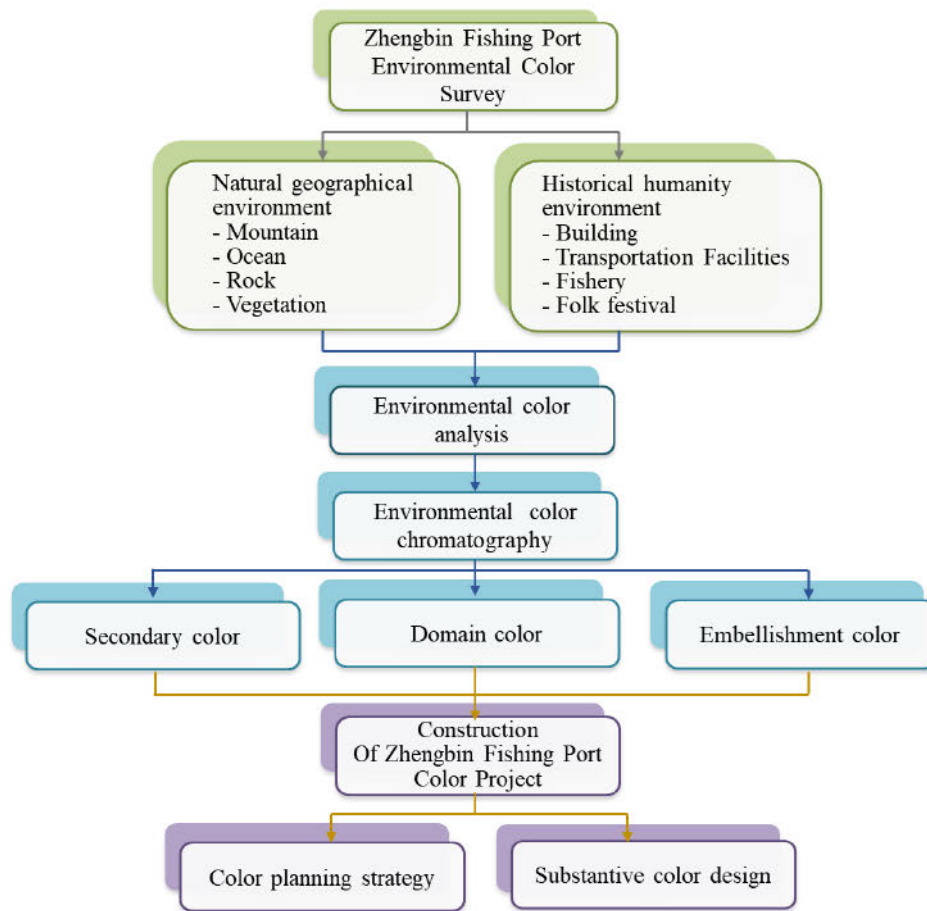 Zhengbin Fishing Port
Environmental Color
Survey
Natural geographical
environment
- Mountain
- Ocean
- Rock
- Vegetation
Historical humanity
environment
- Building
- Transportation Facilities
- Fishery
- Folk festival
Environmental color
analysis
Environmental color
chromatography
Secondary color
Domain color
Embellishment color
Construction
Of Zhengbin Fishing Port
Color Project
Color planning strategy
Substantive color design